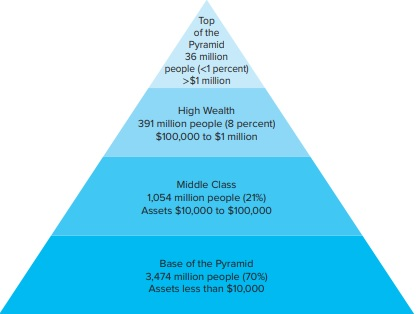 Top
of the
Pyramid
36 million
people (<1 percent)
>$1 million
High Wealth
391 million people (8 percent)
$100,000 to $1 million
Middle Class
1,054 million people (21%)
Assets $10,000 to $100,000
Base of the Pyramid
3,474 million people (70%)
Assets less than $10,000